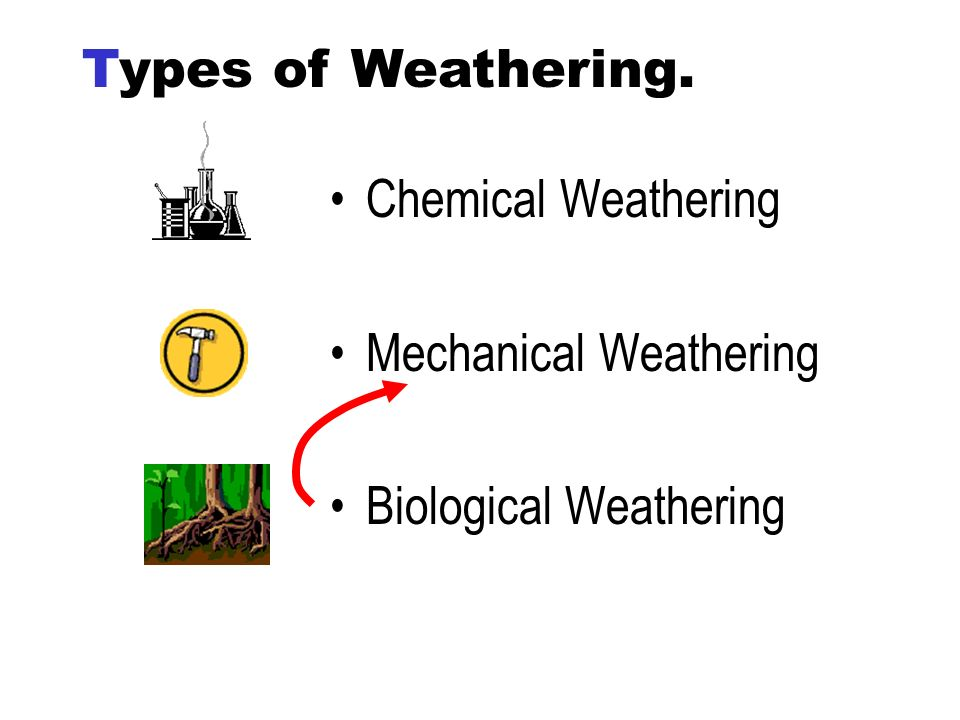 Types of Weathering.
• Chemical Weathering
• Mechanical Weathering
• Biological Weathering